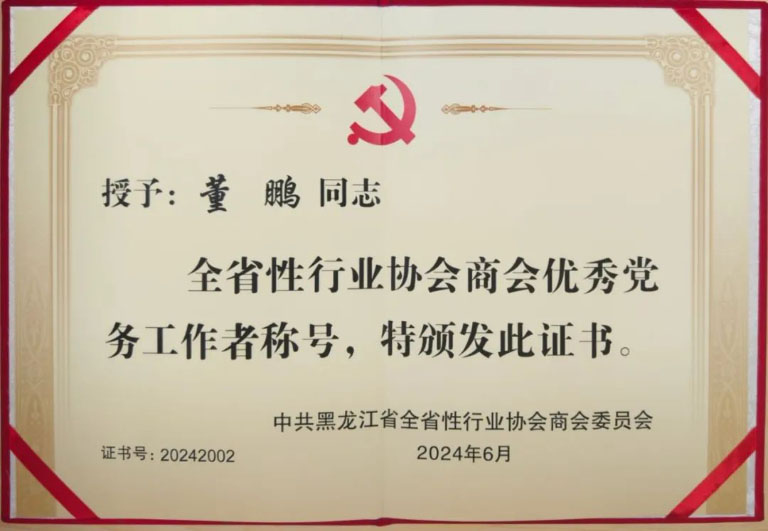 授予：董 鹏 同志
全省性行业协会商会优秀党
务工作者称号，特颁发此证书。
中共黑龙江省全省性行业协会商会委员会
证书号：20242002
2024年6月